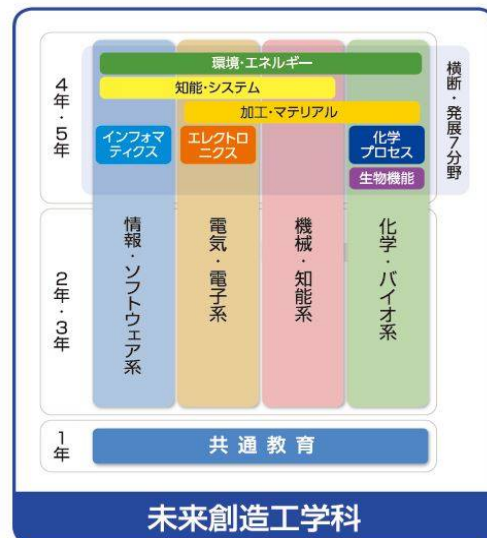 4年・5年
環境・エネルギー
知能・システム
加工・マテリアル
インフォマ
ティクス
エレクトロ
ニクス
化学
プロセス
生物機能
横断・発展7分野
2年・3年
情報・ソフトウェア系
電気・電子系
機械・知能系
化学・バイオ系
1年
共通教育
未来創造工学科